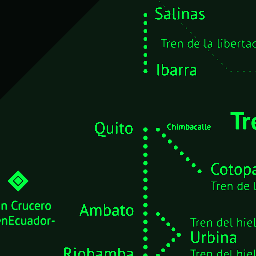 Salinas
Tren de la libertad
Ibarra
Tre
Quito
Chimbacalle
Cotopa
Tren de l
n Crucero
enEcuador-
Ambato
Tren del hiel
Urbina
Tren del hiel
Riobamba